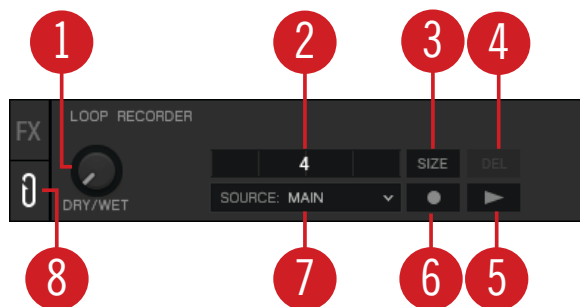 1 2 3 4
LOOP RECORDER
FX
4 SIZE DEL
SOURCE: MAIN
DRY/WET
8 7 6 5